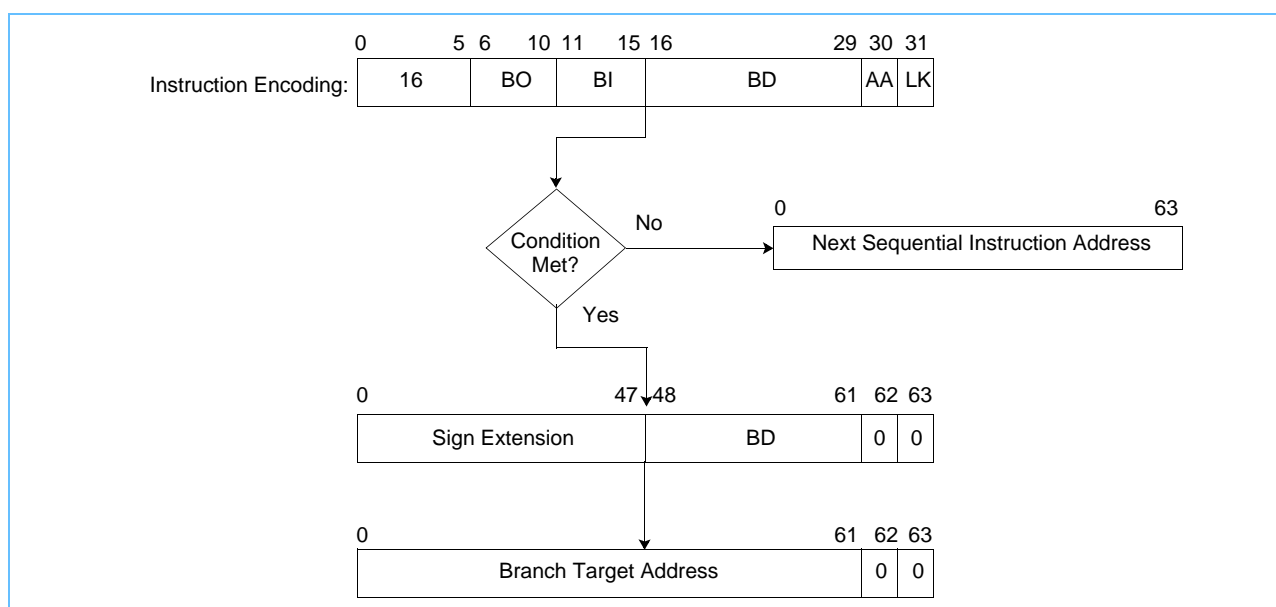 0 5 6 10 11 15 16 29 30 31
Instruction Encoding: 16 BO BI BD AA LK
0 63
No
Condition
Met?
Next Sequential Instruction Address
Yes
0 47 48 61 62 63
Sign Extension BD 0 0
0 61 62 63
Branch Target Address 0 0